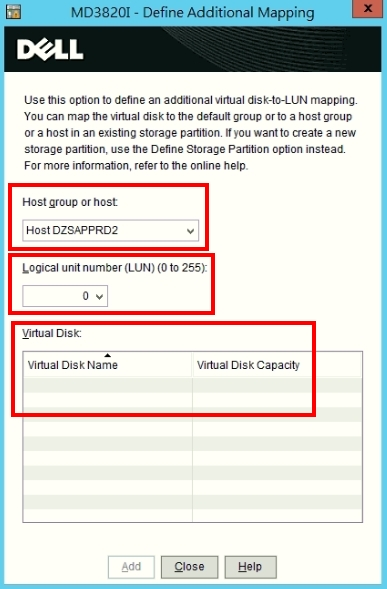 MD3820I - Define Additional Mapping
x
DELL
Use this option to define an additional virtual disk-to-LUN mapping.
You can map the virtual disk to the default group or to a host group
or a host in an existing storage partition. If you want to create a new
storage partition, use the Define Storage Partition option instead.
For more information, refer to the online help.
Host group or host:
Host DZSAPPRD2
Logical unit number (LUN) (0 to 255):
0
Virtual Disk:
Virtual Disk Name Virtual Disk Capacity
Add Close Help